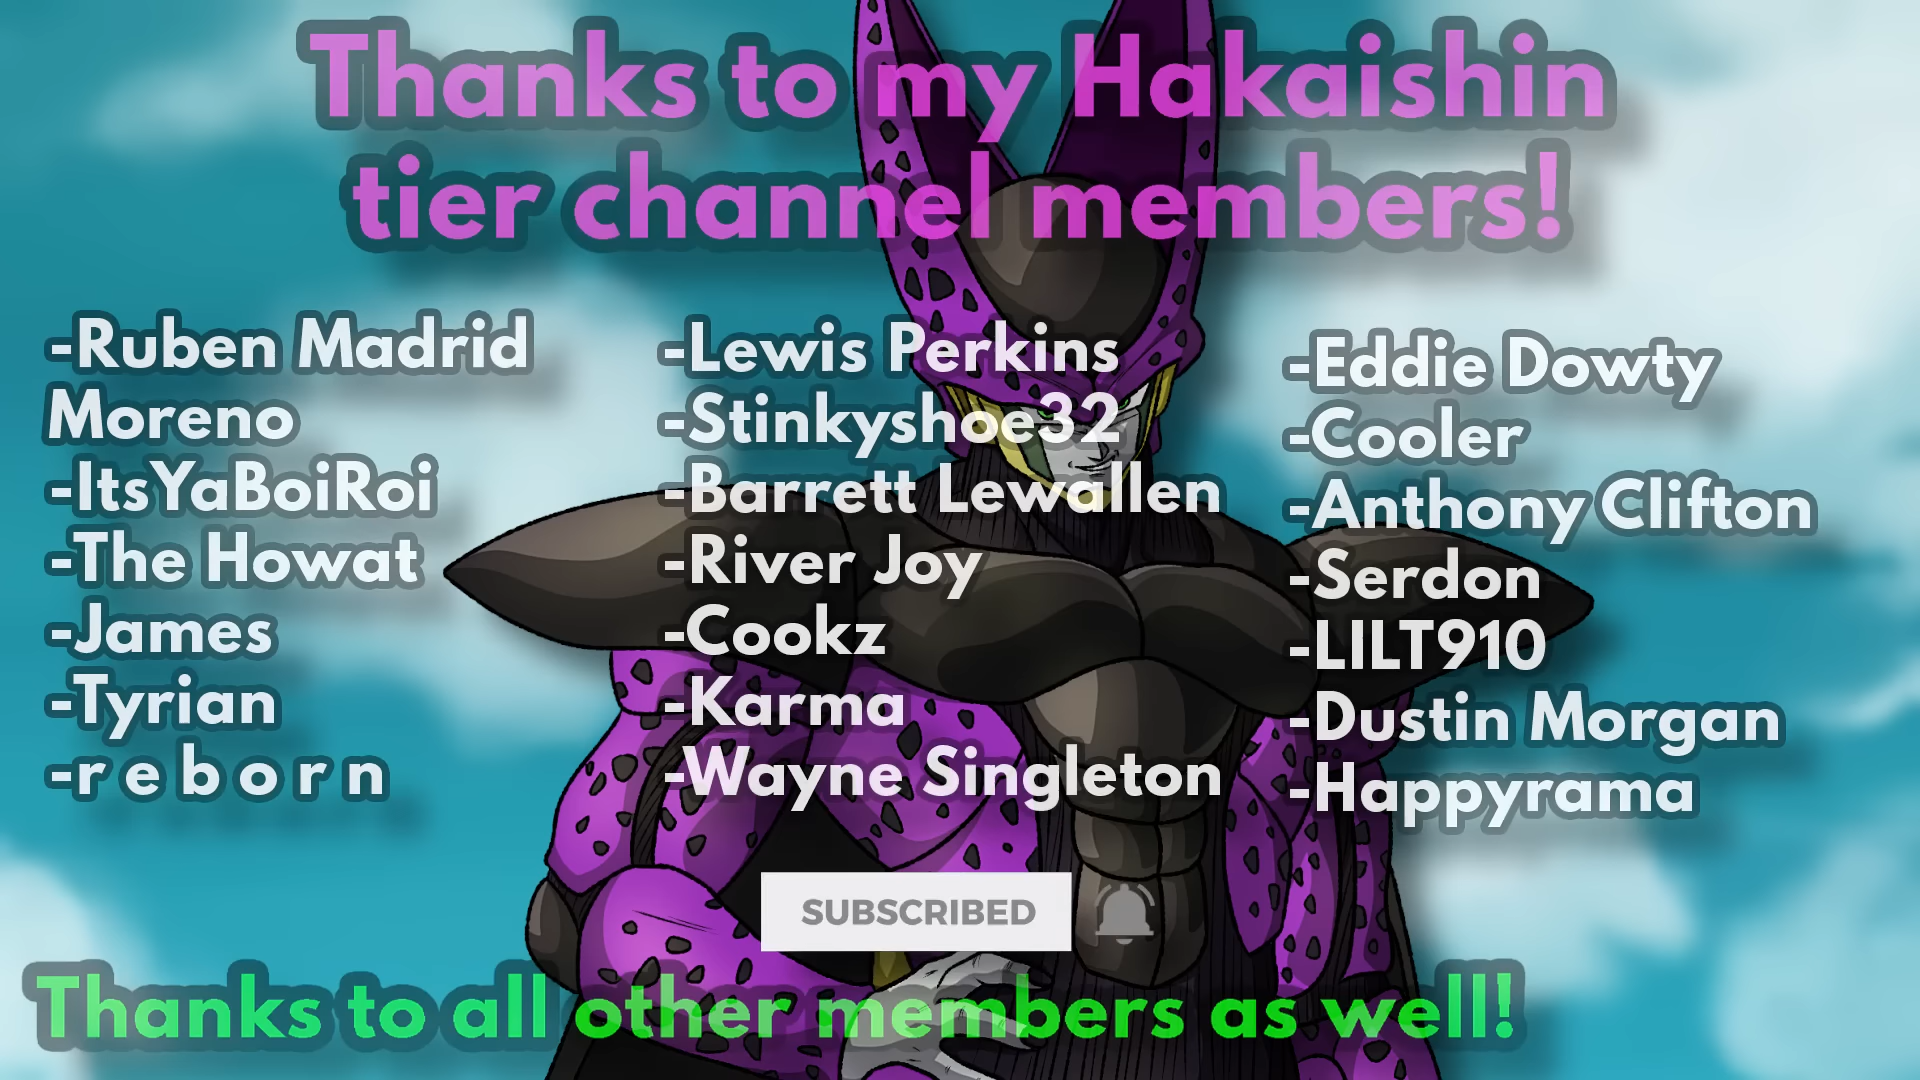 Thanks to my Hakaishin
tier channel members!
-Ruben Madrid
Moreno
-ItsYaBoiRoi
-The Howat
-James
-Tyrian
-r e b o r n
-Lewis Perkins
-Stinkyshoe32
-Barrett Lewallen
-River Joy
-Cookz
-Karma
-Wayne Singleton
-Eddie Dowty
-Cooler
-Anthony Clifton
-Serdon
-LILT910
-Dustin Morgan
-Happyrama
SUBSCRIBED
Thanks to all other members as well!